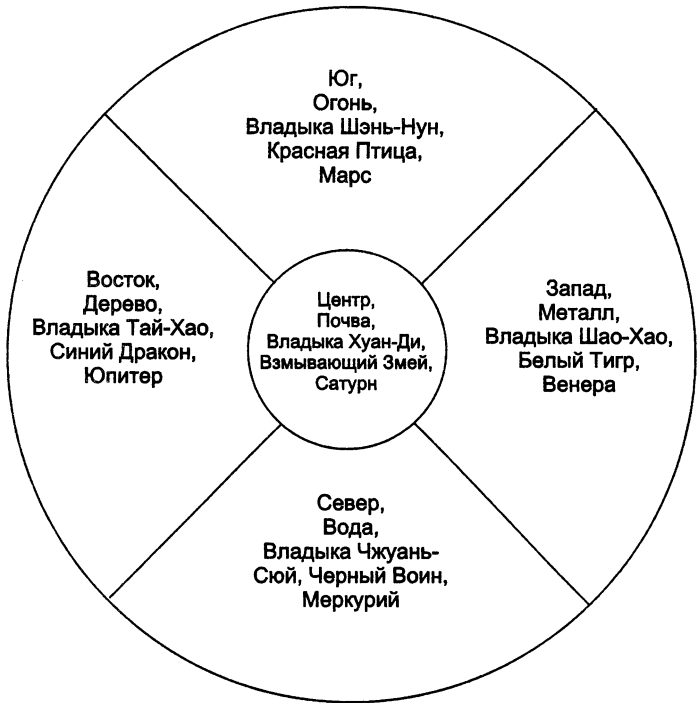 Юг,
Огонь,
Владыка Шэнь-Нун,
Красная Птица,
Марс
Восток,
Дерево,
Владыка Тай-Хао,
Синий Дракон,
Юпитер
Центр,
Почва,
Владыка Хуан-Ди,
Взмывающий Змей,
Сатурн
Запад,
Металл,
Владыка Шао-Хао,
Белый Тигр,
Венера
Север,
Вода,
Владыка Чжуань-
Сюй, Черный Воин,
Меркурий